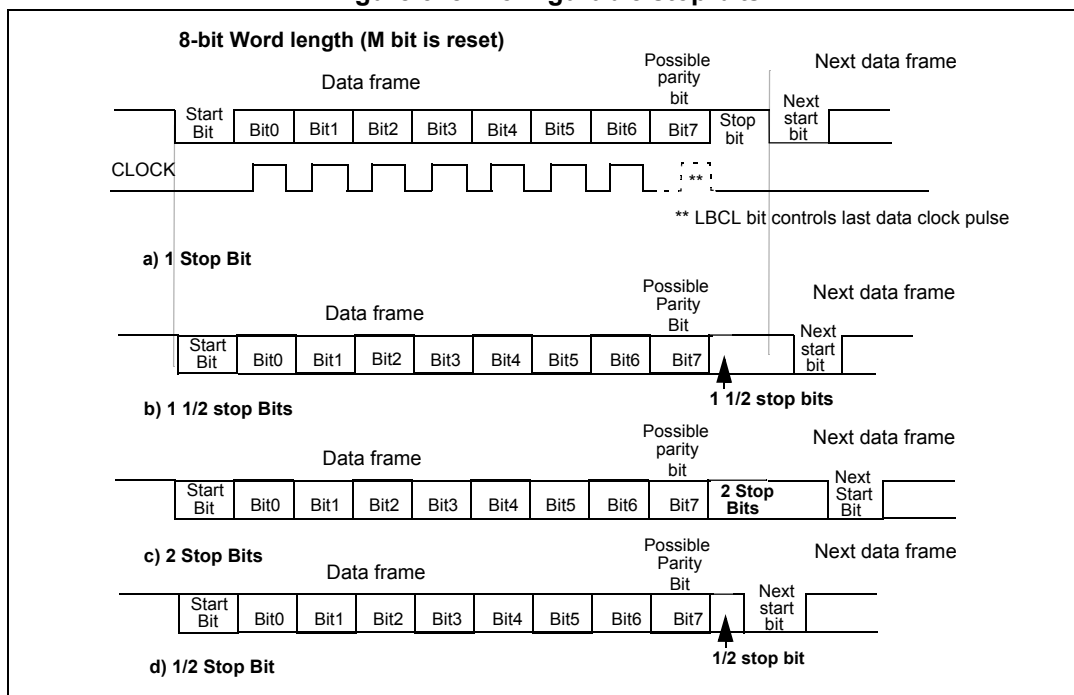 8-bit Word length (M bit is reset)
Data frame
Possible
parity
bit
Next data frame
Start
Bit
Bit0 Bit1 Bit2 Bit3 Bit4 Bit5 Bit6 Bit7
Stop
bit
Next
start
bit
CLOCK
**
** LBCL bit controls last data clock pulse
a) 1 Stop Bit
Data frame
Possible
Parity
Bit
Next data frame
Start
Bit
Bit0 Bit1 Bit2 Bit3 Bit4 Bit5 Bit6 Bit7
Next
start
bit
1 1/2 stop bits
b) 1 1/2 stop Bits
Data frame
Possible
parity
bit
Next data frame
Start
Bit
Bit0 Bit1 Bit2 Bit3 Bit4 Bit5 Bit6 Bit7
2 Stop
Bits
Next
Start
Bit
c) 2 Stop Bits
Data frame
Possible
Parity
Bit
Next data frame
Start
Bit
Bit0 Bit1 Bit2 Bit3 Bit4 Bit5 Bit6 Bit7
Next
start
bit
1/2 stop bit
d) 1/2 Stop Bit